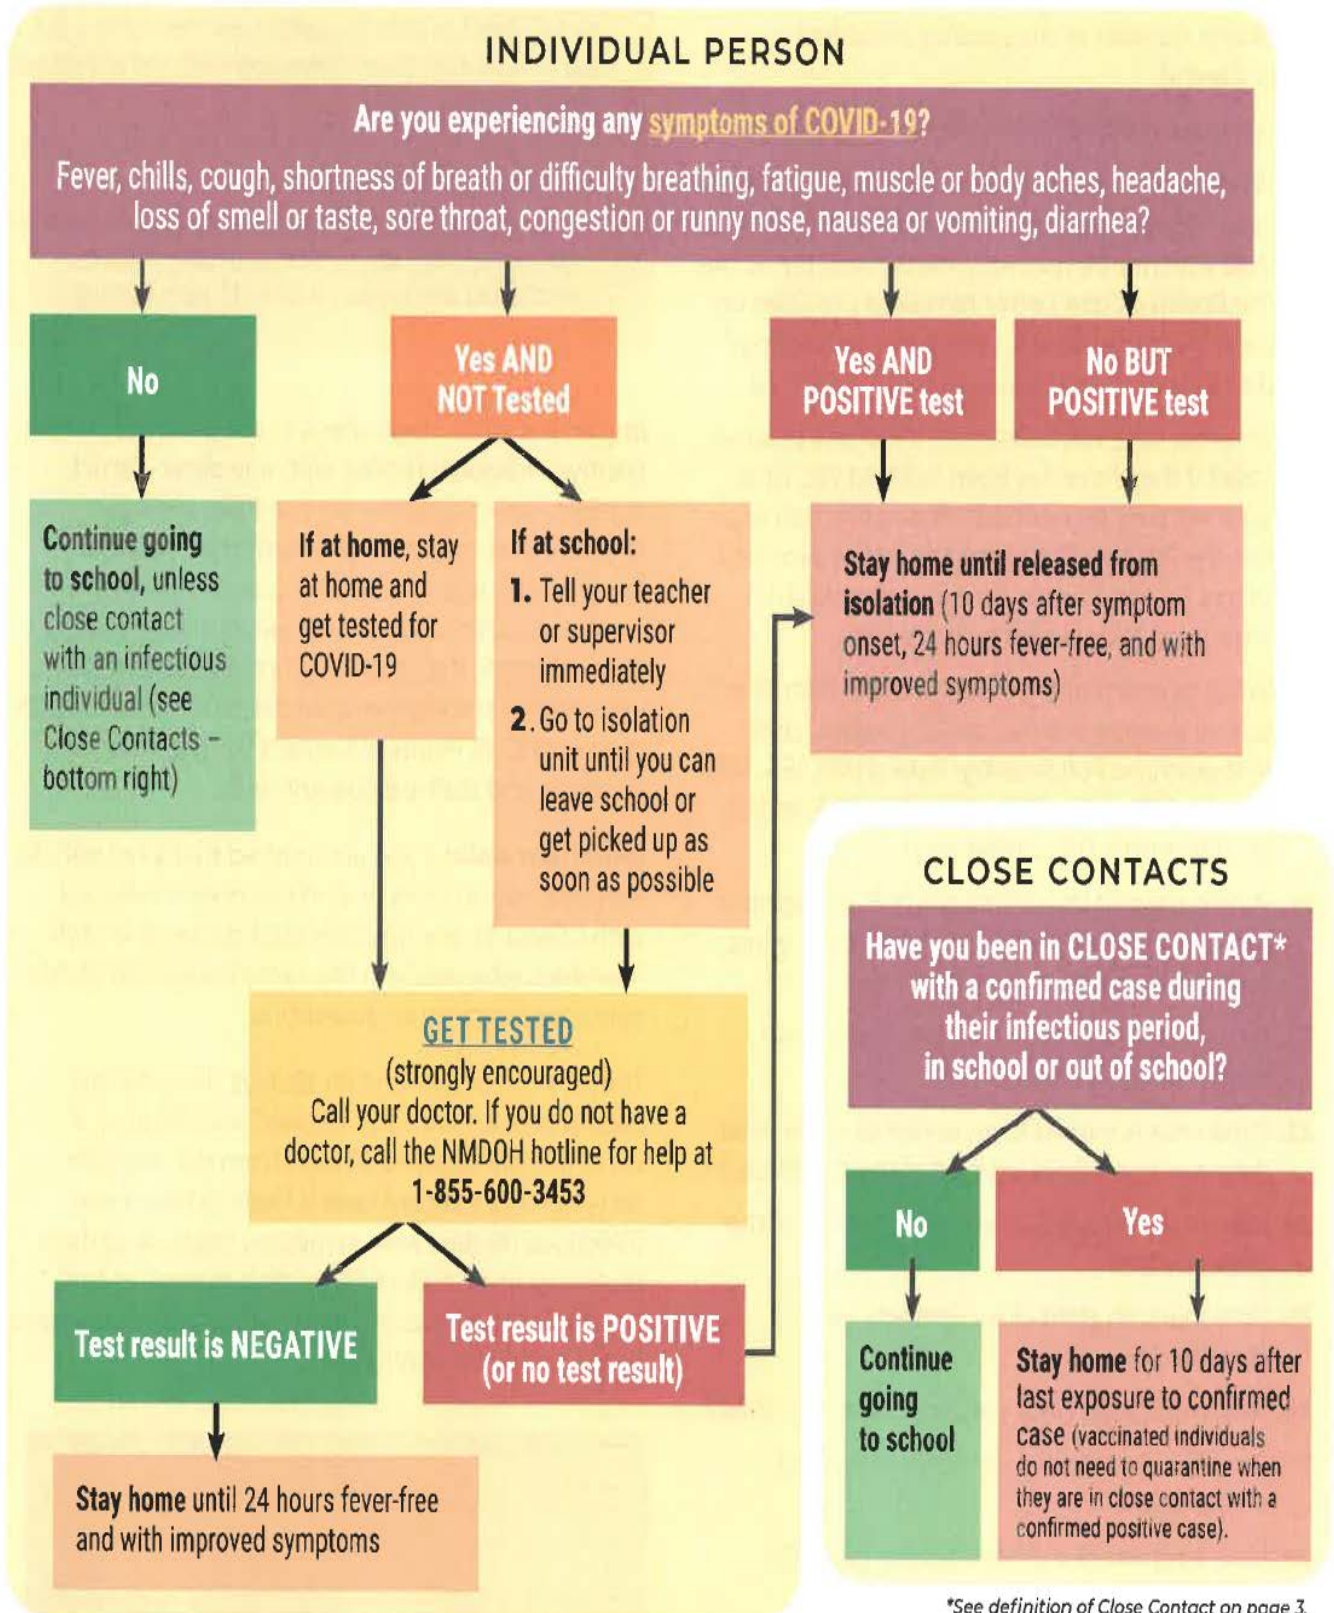 INDIVIDUAL PERSON
Are you experiencing any symptoms of COVID-19?
Fever, chills, cough, shortness of breath or difficulty breathing, fatigue, muscle or body aches, headache,
loss of smell or taste, sore throat, congestion or runny nose, nausea or vomiting, diarrhea?
No
Yes AND
NOT Tested
Yes AND
POSITIVE test
No BUT
POSITIVE test
Continue going
to school, unless
close contact
with an infectious
individual (see
Close Contacts –
bottom right)
If at home, stay
at home and
get tested for
COVID-19
If at school:
1. Tell your teacher
or supervisor
immediately
2. Go to isolation
unit until you can
leave school or
get picked up as
soon as possible
Stay home until released from
isolation (10 days after symptom
onset, 24 hours fever-free, and with
improved symptoms)
GET TESTED
(strongly encouraged)
Call your doctor. If you do not have a
doctor, call the NMDOH hotline for help at
1-855-600-3453
Test result is NEGATIVE
Test result is POSITIVE
(or no test result)
Stay home until 24 hours fever-free
and with improved symptoms
CLOSE CONTACTS
Have you been in CLOSE CONTACT*
with a confirmed case during
their infectious period,
in school or out of school?
No
Yes
Continue
going
to school
Stay home for 10 days after
last exposure to confirmed
case (vaccinated individuals
do not need to quarantine when
they are in close contact with a
confirmed positive case).
*See definition of Close Contact on page 3.